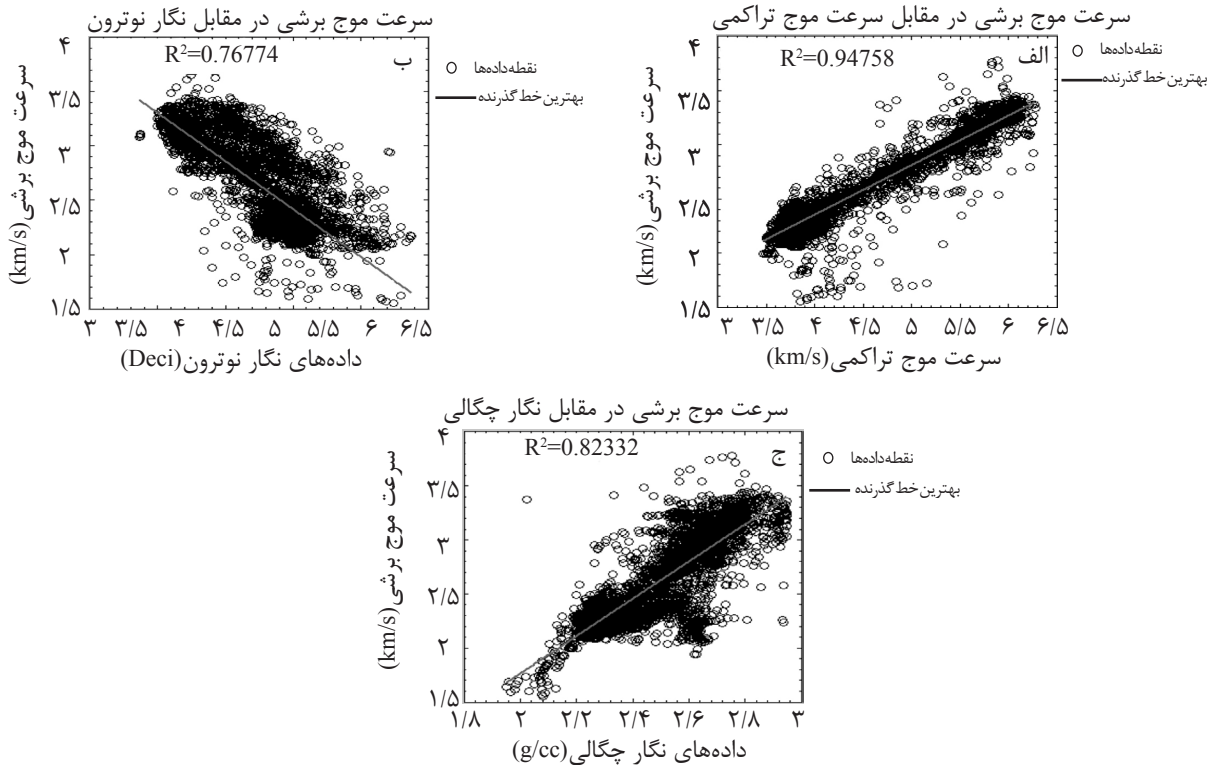 سرعت موج برشی در مقابل سرعت موج تراکمی
الف
R²=0.94758
نقطه‌داده‌ها
بهترین خط گذرنده
سرعت موج برشی (km/s)
۴
۳/۵
۳
۲/۵
۲
۱/۵
۳ ۳/۵ ۴ ۴/۵ ۵ ۵/۵ ۶ ۶/۵
سرعت موج تراکمی (km/s)
سرعت موج برشی در مقابل نگار نوترون
ب
R²=0.76774
نقطه‌داده‌ها
بهترین خط گذرنده
سرعت موج برشی (km/s)
۴
۳/۵
۳
۲/۵
۲
۱/۵
۳ ۳/۵ ۴ ۴/۵ ۵ ۵/۵ ۶ ۶/۵
داده‌های نگار نوترون (Deci)
سرعت موج برشی در مقابل نگار چگالی
ج
R²=0.82332
نقطه‌داده‌ها
بهترین خط گذرنده
سرعت موج برشی (km/s)
۴
۳/۵
۳
۲/۵
۲
۱/۵
۱/۸ ۲ ۲/۲ ۲/۴ ۲/۶ ۲/۸ ۳
داده‌های نگار چگالی (g/cc)